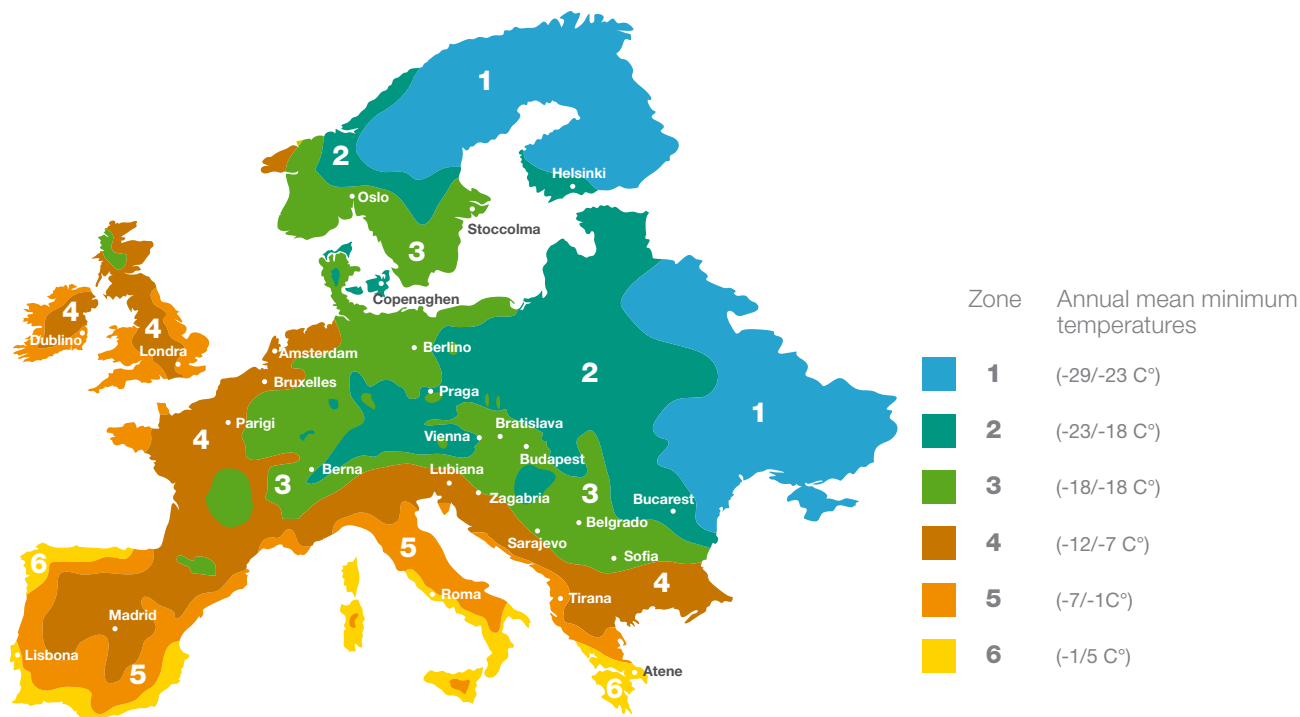 1
2
Helsinki
Oslo
Stoccolma
3
Copenaghen
4
4
Dublino
Londra
Amsterdam
Berlino
Bruxelles
2
Praga
1
Parigi
4
Bratislava
Vienna
Budapest
Berna
Lubiana
3
Zagabria
3
Bucarest
Belgrado
Sarajevo
5
Sofia
6
4
Roma
Tirana
Madrid
Lisbona
5
Atene
6
Zone Annual mean minimum
temperatures
1 (-29/-23 C°)
2 (-23/-18 C°)
3 (-18/-18 C°)
4 (-12/-7 C°)
5 (-7/-1C°)
6 (-1/5 C°)